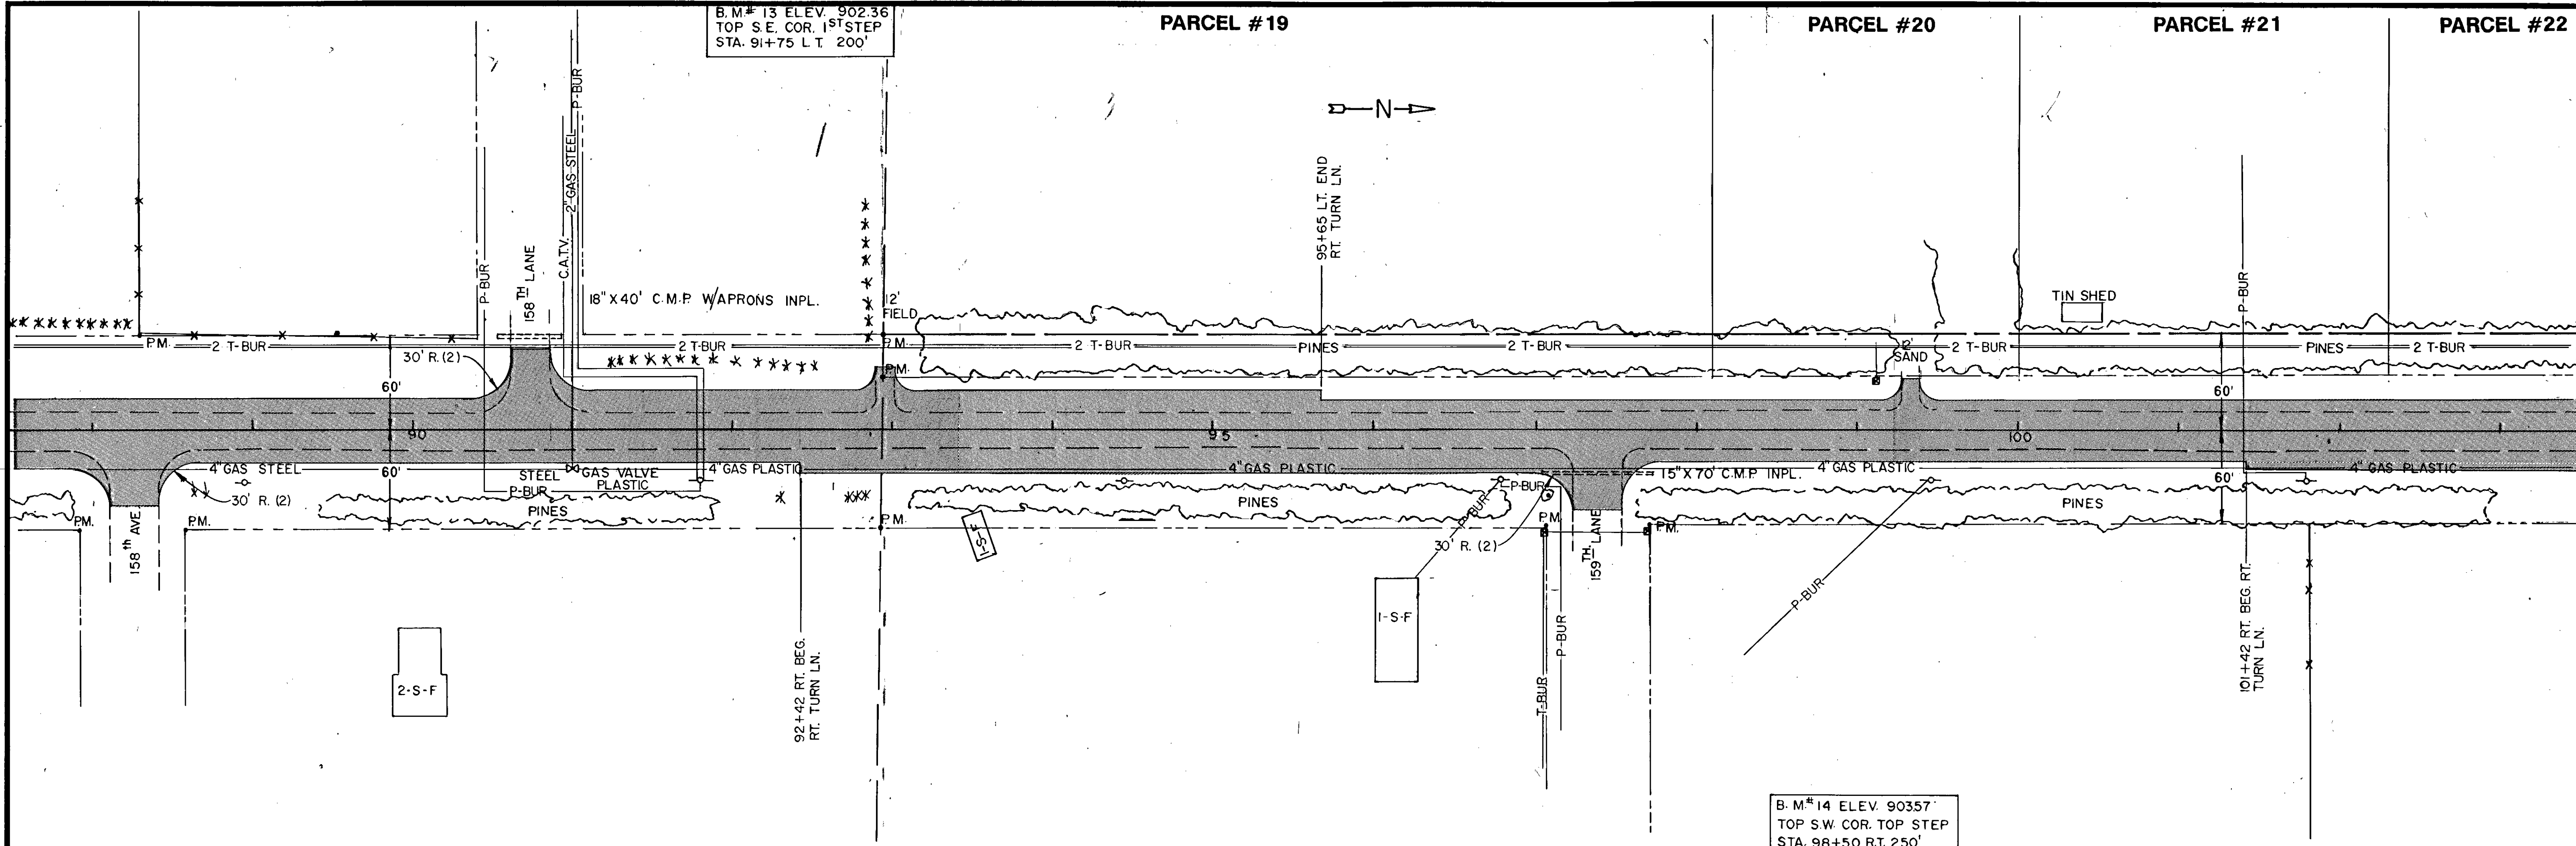 B. M.# 13 ELEV. 902.36
TOP S.E. COR. 1ST STEP
STA. 91+75 L T. 200'
PARCEL #19
PARCEL #20
PARCEL #21
PARCEL #22
N
P-BUR
2" GAS STEEL
C.A.T.V.
P-BUR
158TH LANE
18" X 40' C.M.P. W/APRONS INPL.
12'
FIELD
95+65 LT. END
RT. TURN LN.
TIN SHED
P-BUR
P.M.
2 T-BUR
2 T-BUR
P.M.
2 T-BUR
PINES
2 T-BUR
2'
SAND
2 T-BUR
PINES
2 T-BUR
30' R. (2)
P.M.
60'
60'
90
95
100
60'
4" GAS STEEL
STEEL
GAS VALVE
PLASTIC
4" GAS PLASTIC
4" GAS PLASTIC
15" X 70' C.M.P. INPL.
4" GAS PLASTIC
60'
4" GAS PLASTIC
30' R. (2)
P-BUR
PINES
PINES
P-BUR
P-BUR
PINES
P.M.
P.M.
P.M.
P.M.
P.M.
158th AVE
1-S-F
30' R. (2)
159TH LANE
1-S-F
P-BUR
P-BUR
T-BUR
2-S-F
92+42 RT. BEG.
RT. TURN LN.
101+42 RT. BEG. RT.
TURN LN.
B. M.# 14 ELEV. 903.57
TOP S.W. COR. TOP STEP
STA. 98+50 R.T. 250'